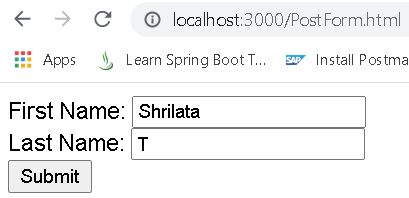 localhost:3000/PostForm.html
Apps Learn Spring Boot T... SAP Install Postma
First Name: Shrilata
Last Name: T
Submit